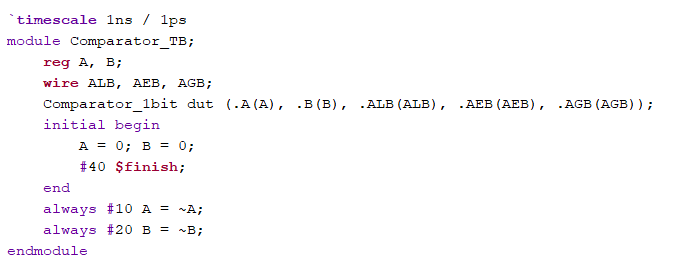 `timescale 1ns / 1ps
module Comparator_TB;
    reg A, B;
    wire ALB, AEB, AGB;
    Comparator_1bit dut (.A(A), .B(B), .ALB(ALB), .AEB(AEB), .AGB(AGB));
    initial begin
        A = 0; B = 0;
        #40 $finish;
    end
    always #10 A = ~A;
    always #20 B = ~B;
endmodule